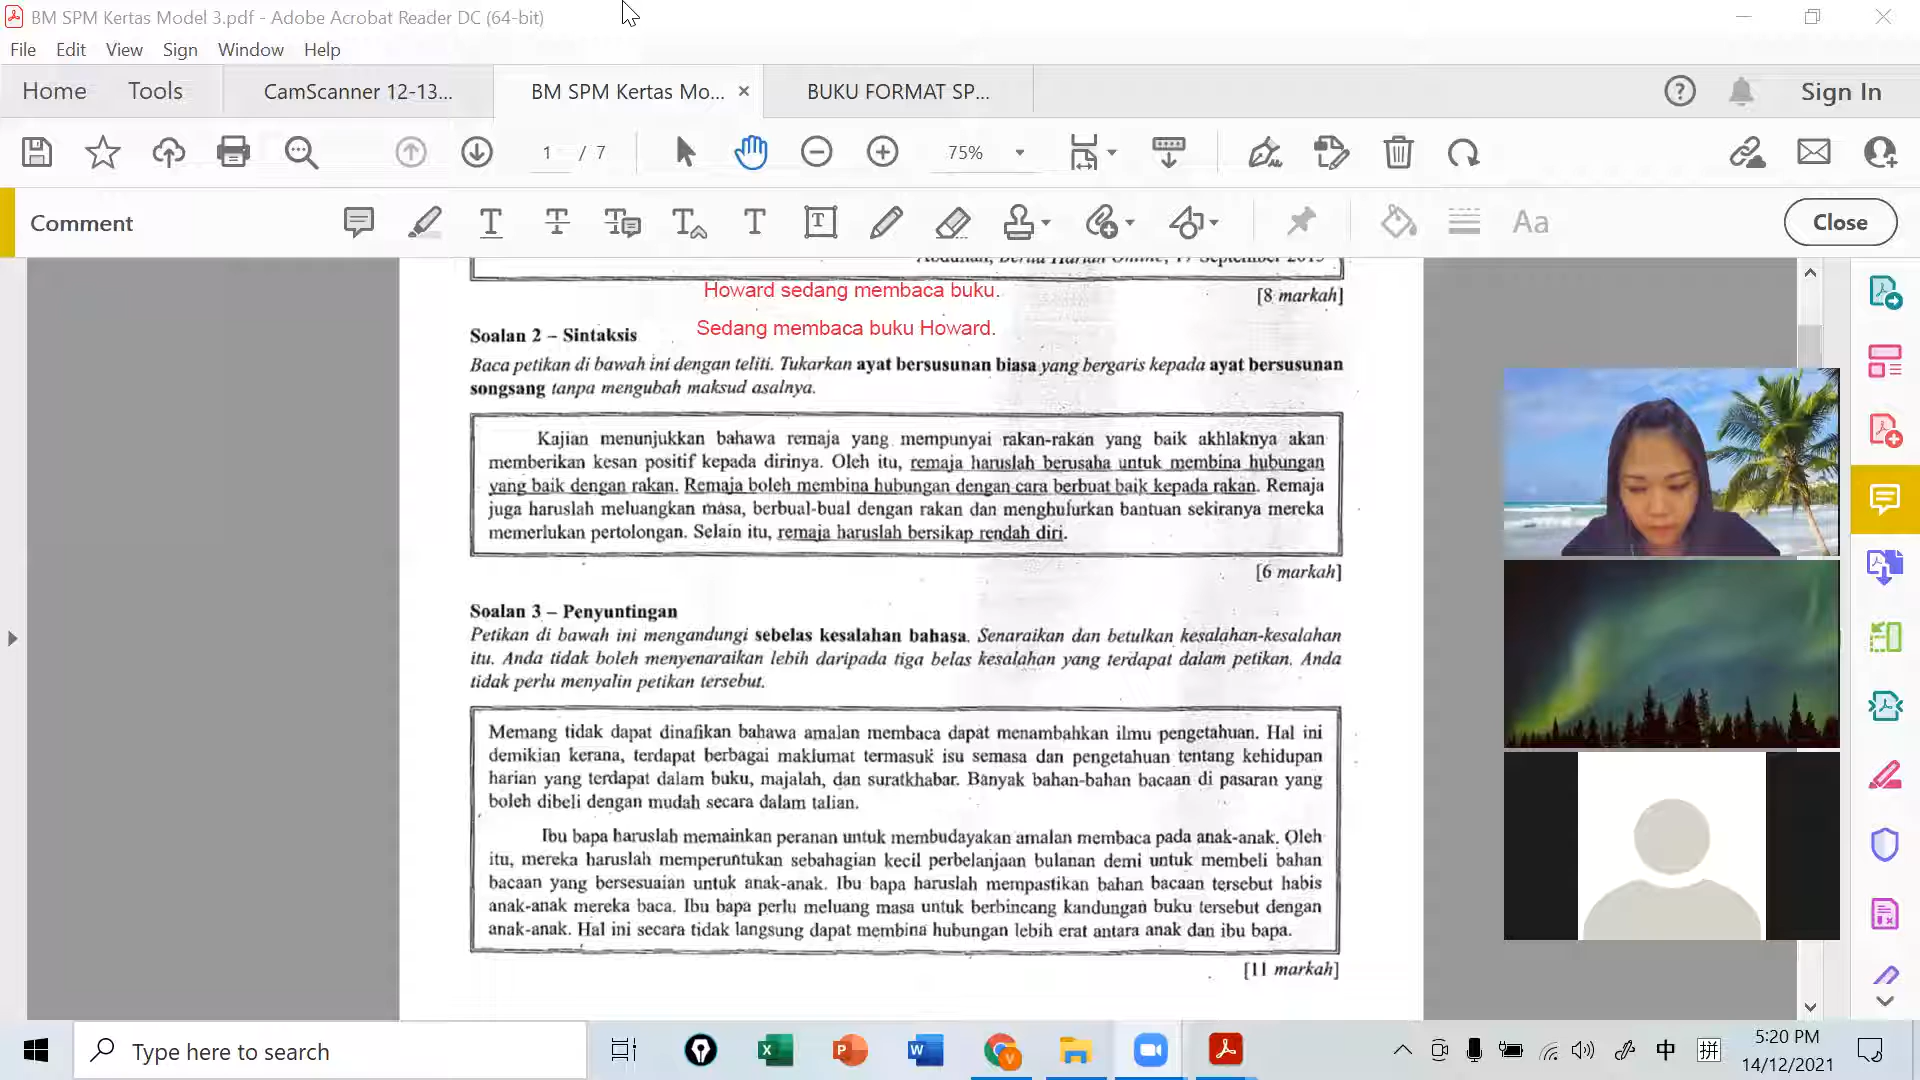 BM SPM Kertas Model 3.pdf - Adobe Acrobat Reader DC (64-bit)
File Edit View Sign Window Help
Home Tools CamScanner 12-13... BM SPM Kertas Mo... BUKU FORMAT SP... Sign In
1 / 7 75%
Comment Close
Abdullah, Berita Harian Online, 17 September 2015
Howard sedang membaca buku.
[8 markah]
Sedang membaca buku Howard.
Soalan 2 – Sintaksis
Baca petikan di bawah ini dengan teliti. Tukarkan ayat bersusunan biasa yang bergaris kepada ayat bersusunan
songsang tanpa mengubah maksud asalnya.
Kajian menunjukkan bahawa remaja yang mempunyai rakan-rakan yang baik akhlaknya akan
memberikan kesan positif kepada dirinya. Oleh itu, remaja haruslah berusaha untuk membina hubungan
yang baik dengan rakan. Remaja boleh membina hubungan dengan cara berbuat baik kepada rakan. Remaja
juga haruslah meluangkan masa, berbual-bual dengan rakan dan menghulurkan bantuan sekiranya mereka
memerlukan pertolongan. Selain itu, remaja haruslah bersikap rendah diri.
[6 markah]
Soalan 3 – Penyuntingan
Petikan di bawah ini mengandungi sebelas kesalahan bahasa. Senaraikan dan betulkan kesalahan-kesalahan
itu. Anda tidak boleh menyenaraikan lebih daripada tiga belas kesalahan yang terdapat dalam petikan. Anda
tidak perlu menyalin petikan tersebut.
Memang tidak dapat dinafikan bahawa amalan membaca dapat menambahkan ilmu pengetahuan. Hal ini
demikian kerana, terdapat berbagai maklumat termasuk isu semasa dan pengetahuan tentang kehidupan
harian yang terdapat dalam buku, majalah, dan suratkhabar. Banyak bahan-bahan bacaan di pasaran yang
boleh dibeli dengan mudah secara dalam talian.
Ibu bapa haruslah memainkan peranan untuk membudayakan amalan membaca pada anak-anak. Oleh
itu, mereka haruslah memperuntukan sebahagian kecil perbelanjaan bulanan demi untuk membeli bahan
bacaan yang bersesuaian untuk anak-anak. Ibu bapa haruslah mempastikan bahan bacaan tersebut habis
anak-anak mereka baca. Ibu bapa perlu meluang masa untuk berbincang kandungan buku tersebut dengan
anak-anak. Hal ini secara tidak langsung dapat membina hubungan lebih erat antara anak dan ibu bapa.
[11 markah]
Type here to search
中 拼 5:20 PM
14/12/2021